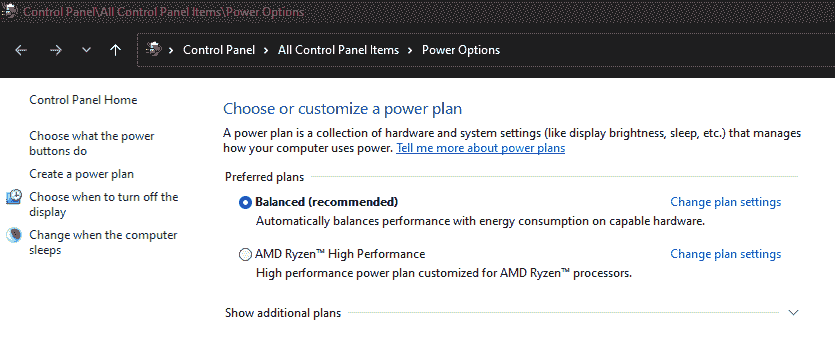 Control Panel\All Control Panel Items\Power Options
Control Panel
All Control Panel Items
Power Options
Control Panel Home
Choose what the power
buttons do
Create a power plan
Choose when to turn off the
display
Change when the computer
sleeps
Choose or customize a power plan
A power plan is a collection of hardware and system settings (like display brightness, sleep, etc.) that manages
how your computer uses power. Tell me more about power plans
Preferred plans
Balanced (recommended) Change plan settings
Automatically balances performance with energy consumption on capable hardware.
AMD Ryzen™ High Performance Change plan settings
High performance power plan customized for AMD Ryzen™ processors.
Show additional plans